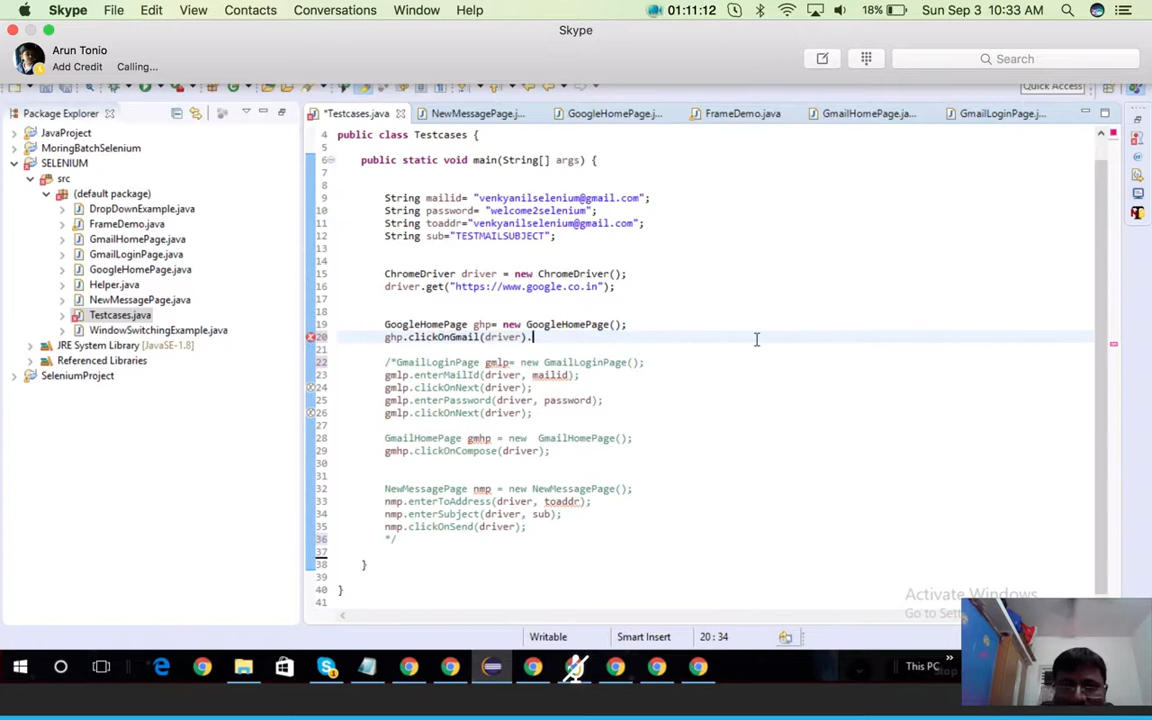 Skype File Edit View Contacts Conversations Window Help 01:11:12 18% Sun Sep 3 10:33 AM
Skype
Arun Tonio
Add Credit Calling...
Search
Quick Access
Package Explorer
*Testcases.java NewMessagePage.j... GoogleHomePage.j... FrameDemo.java GmailHomePage.ja... GmailLoginPage.j...
JavaProject
MoringBatchSelenium
SELENIUM
src
(default package)
DropDownExample.java
FrameDemo.java
GmailHomePage.java
GmailLoginPage.java
GoogleHomePage.java
Helper.java
NewMessagePage.java
Testcases.java
WindowSwitchingExample.java
JRE System Library [JavaSE-1.8]
Referenced Libraries
SeleniumProject
4 public class Testcases {
5
6 public static void main(String[] args) {
7
8
9 String mailid= "venkyanilselenium@gmail.com";
10 String password= "welcome2selenium";
11 String toaddr="venkyanilselenium@gmail.com";
12 String sub="TESTMAILSUBJECT";
13
14
15 ChromeDriver driver = new ChromeDriver();
16 driver.get("https://www.google.co.in");
17
18
19 GoogleHomePage ghp= new GoogleHomePage();
20 ghp.clickOnGmail(driver).
21
22 /*GmailLoginPage gmlp= new GmailLoginPage();
23 gmlp.enterMailId(driver, mailid);
24 gmlp.clickOnNext(driver);
25 gmlp.enterPassword(driver, password);
26 gmlp.clickOnNext(driver);
27
28 GmailHomePage gmhp = new GmailHomePage();
29 gmhp.clickOnCompose(driver);
30
31
32 NewMessagePage nmp = new NewMessagePage();
33 nmp.enterToAddress(driver, toaddr);
34 nmp.enterSubject(driver, sub);
35 nmp.clickOnSend(driver);
36 */
37
38 }
39
40 }
41
Activate Windows
Go to
Writable Smart Insert 20 : 34
This PC